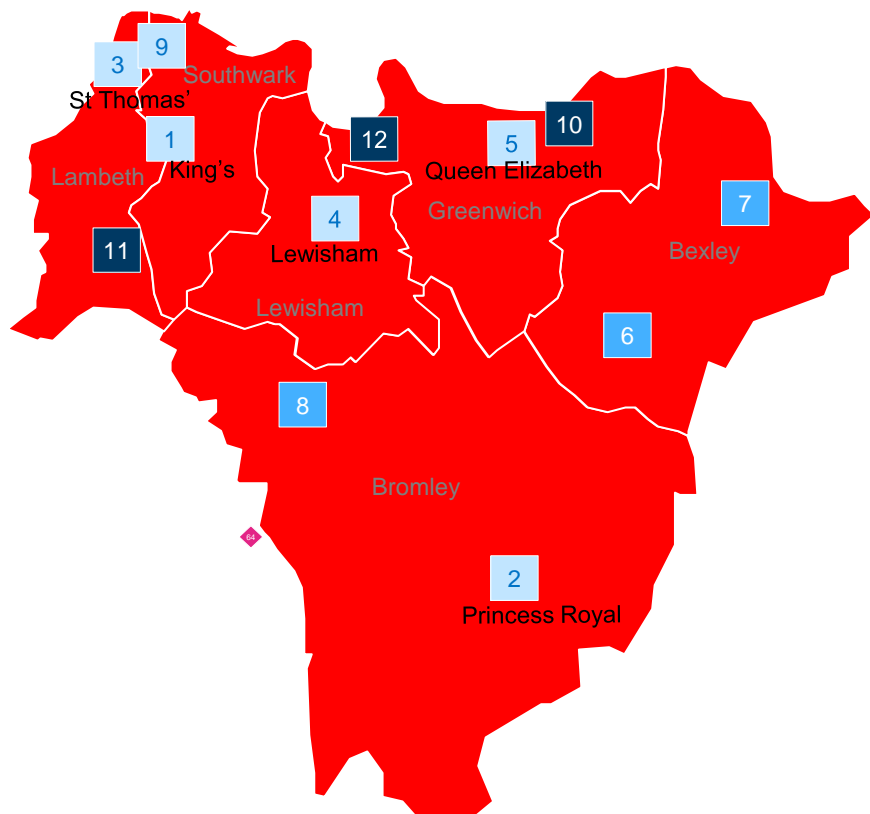 9
3
Southwark
St Thomas’
10
1
12
5
King’s
Queen Elizabeth
Lambeth
7
4
Greenwich
11
Bexley
Lewisham
Lewisham
6
8
Bromley
64
2
Princess Royal